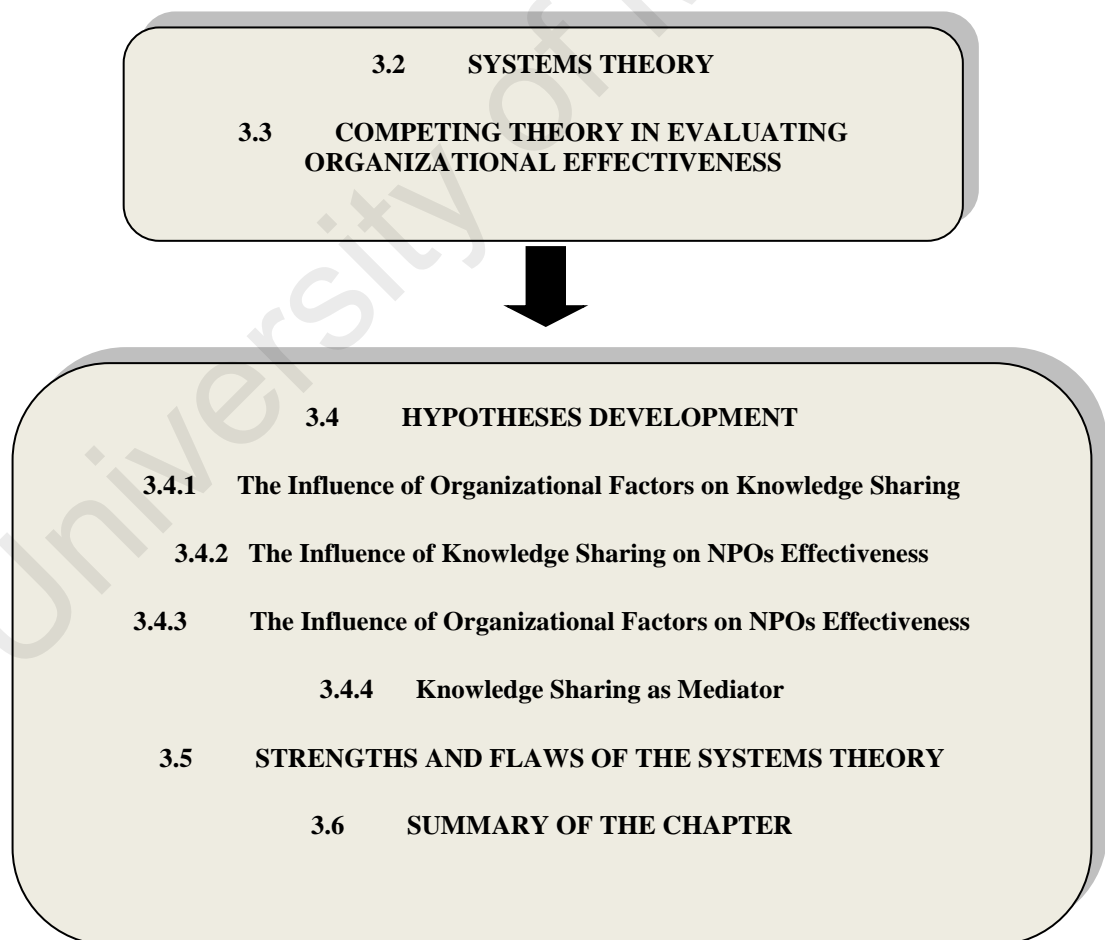 3.2 SYSTEMS THEORY
3.3 COMPETING THEORY IN EVALUATING
ORGANIZATIONAL EFFECTIVENESS
3.4 HYPOTHESES DEVELOPMENT
3.4.1 The Influence of Organizational Factors on Knowledge Sharing
3.4.2 The Influence of Knowledge Sharing on NPOs Effectiveness
3.4.3 The Influence of Organizational Factors on NPOs Effectiveness
3.4.4 Knowledge Sharing as Mediator
3.5 STRENGTHS AND FLAWS OF THE SYSTEMS THEORY
3.6 SUMMARY OF THE CHAPTER
University of